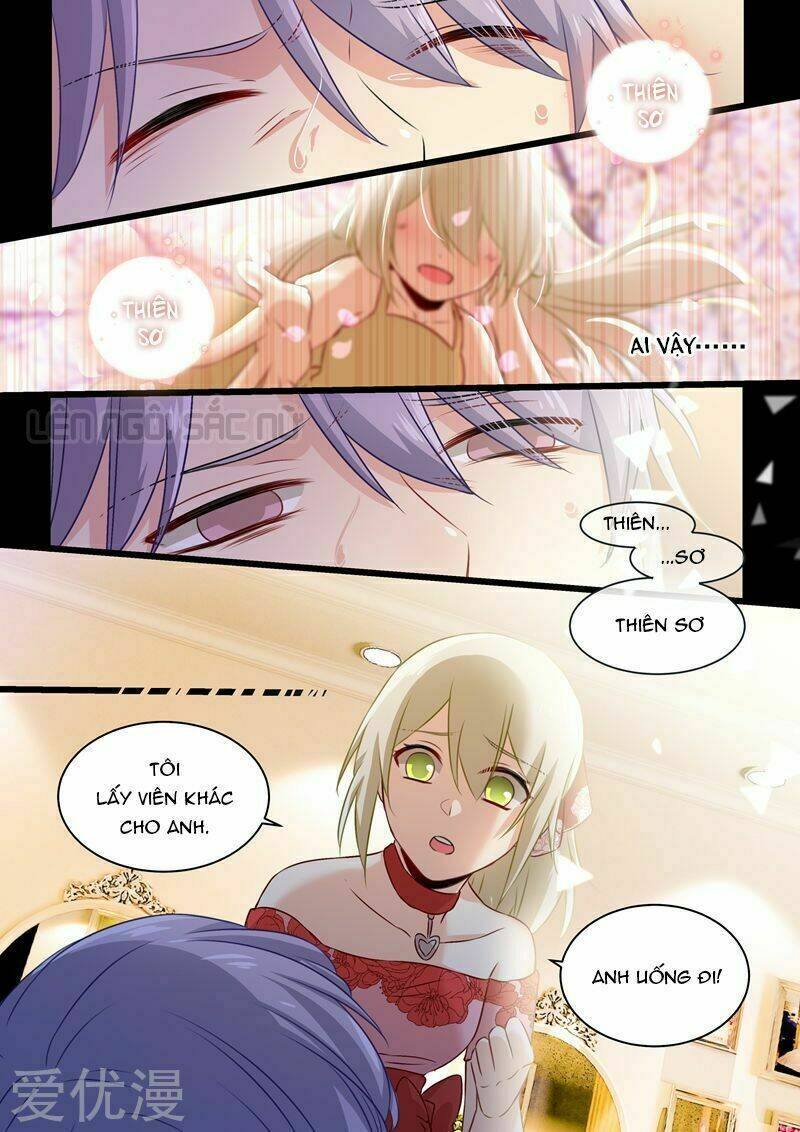 THIÊN
SƠ
THIÊN
SƠ
AI VẬY......
LÊN NGÔI SẮC NỮ
THIÊN...
...SƠ
THIÊN SƠ
TÔI
LẤY VIÊN KHÁC
CHO ANH.
ANH UỐNG ĐI!
爱优漫